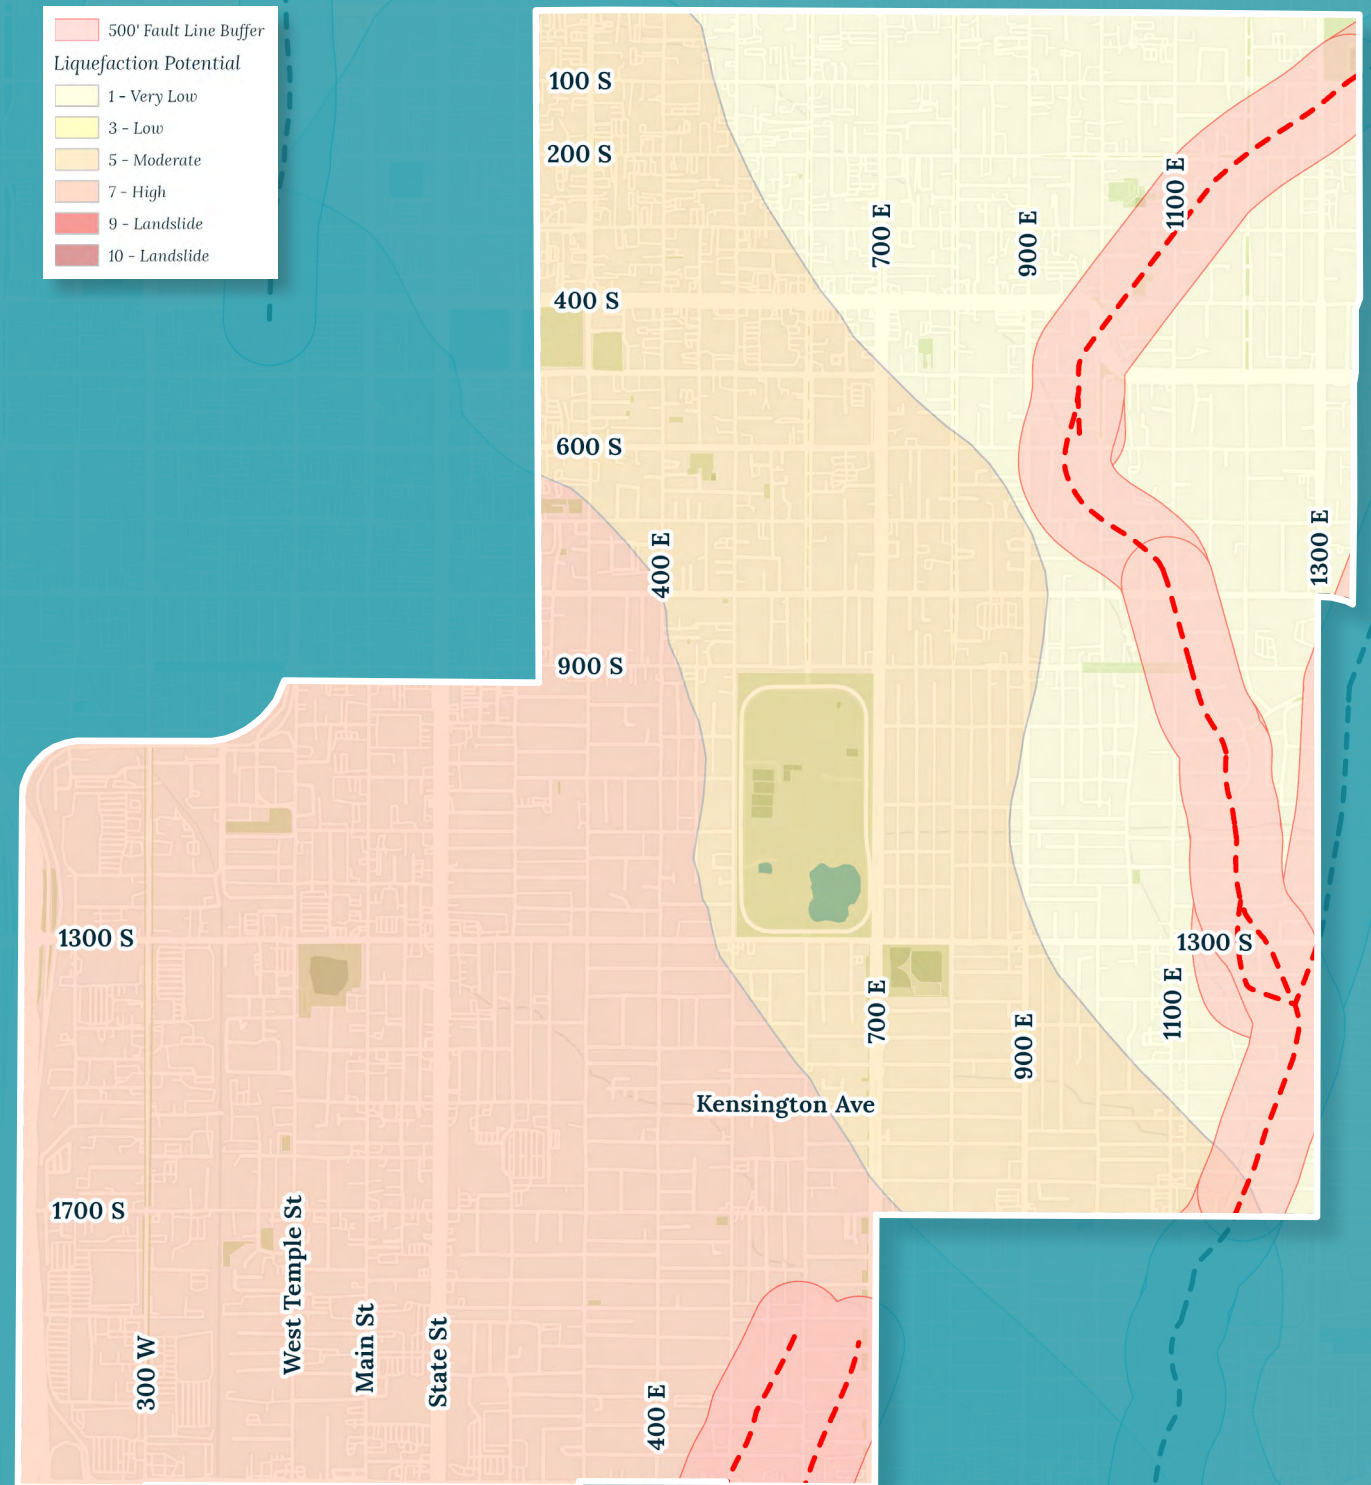 500' Fault Line Buffer
Liquefaction Potential
1 - Very Low
3 - Low
5 - Moderate
7 - High
9 - Landslide
10 - Landslide
100 S
200 S
1100 E
700 E
900 E
400 S
600 S
400 E
1300 E
900 S
1300 S
1300 S
1100 E
700 E
900 E
Kensington Ave
1700 S
West Temple St
Main St
State St
300 W
400 E